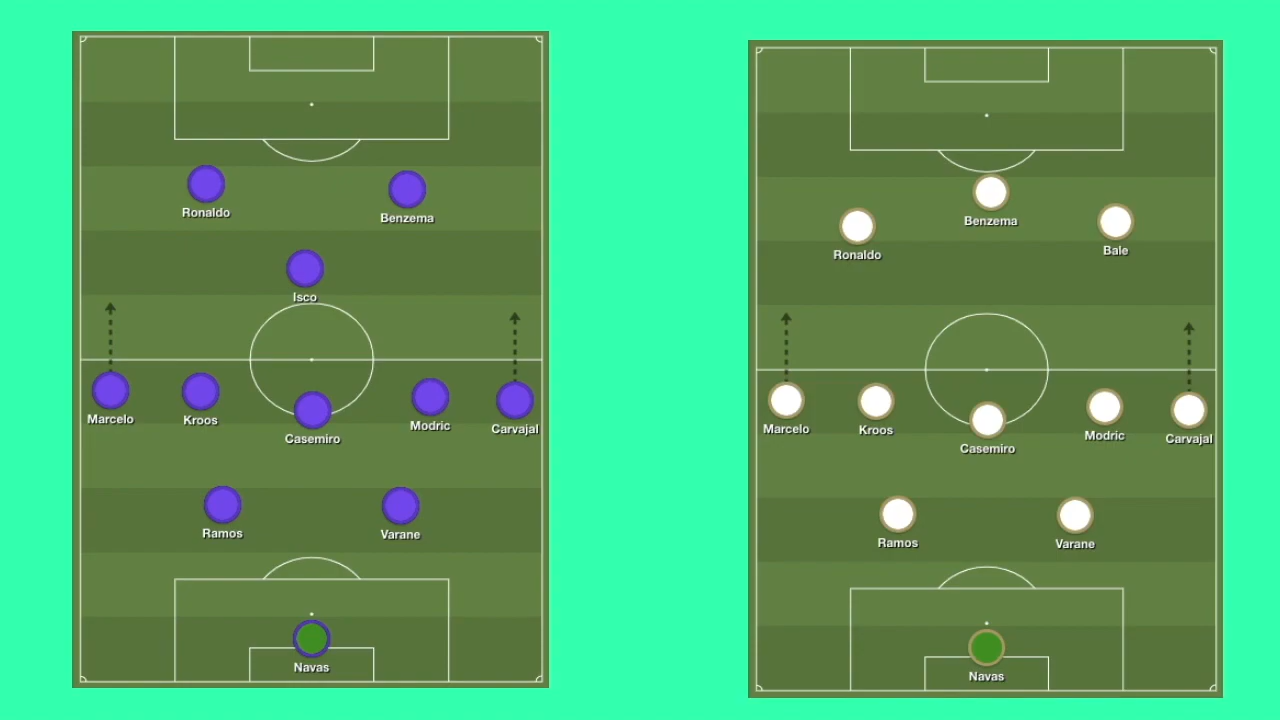 Ronaldo
Benzema
Isco
Marcelo
Kroos
Casemiro
Modric
Carvajal
Ramos
Varane
Navas
Benzema
Ronaldo
Bale
Marcelo
Kroos
Casemiro
Modric
Carvajal
Ramos
Varane
Navas